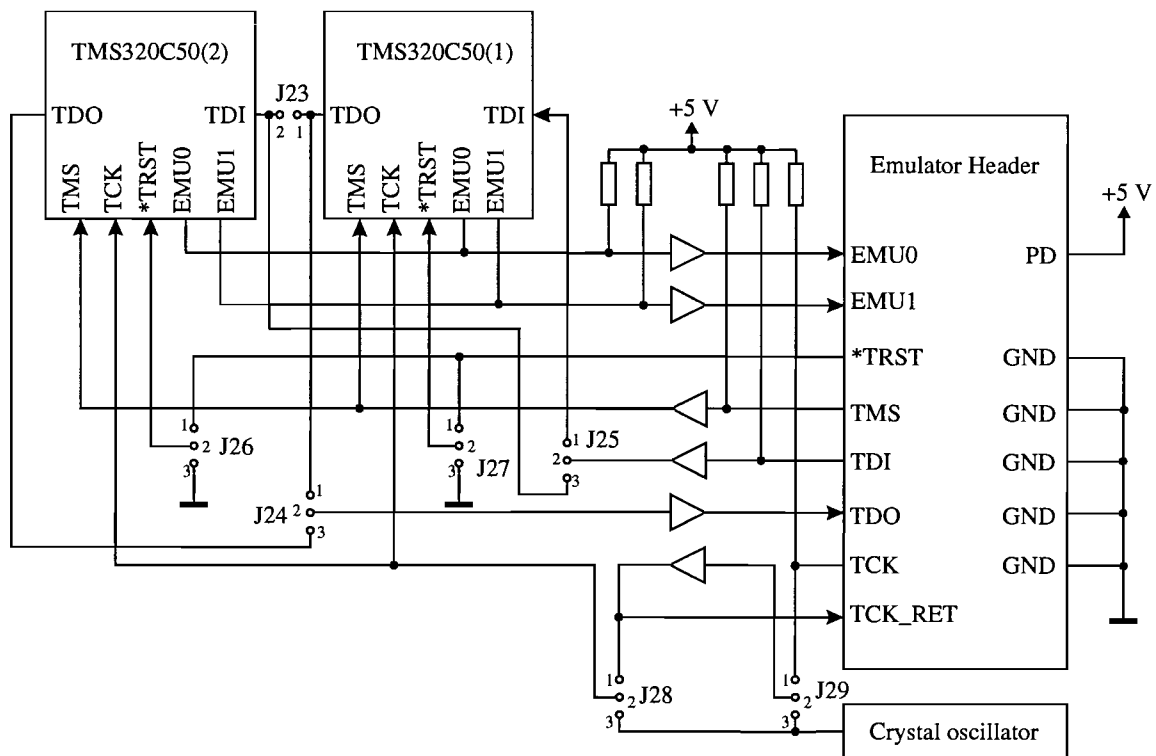 TMS320C50(2)
TMS320C50(1)
J23
TDO
TDI
2
1
TDO
TDI
+5 V
Emulator Header
TMS
TCK
*TRST
EMU0
EMU1
TMS
TCK
*TRST
EMU0
EMU1
+5 V
EMU0
PD
EMU1
*TRST
GND
TMS
GND
TDI
GND
TDO
GND
TCK
GND
TCK_RET
1
2
3
J26
1
2
3
J27
1
2
3
J25
1
2
3
J24
1
2
3
J28
1
2
3
J29
Crystal oscillator